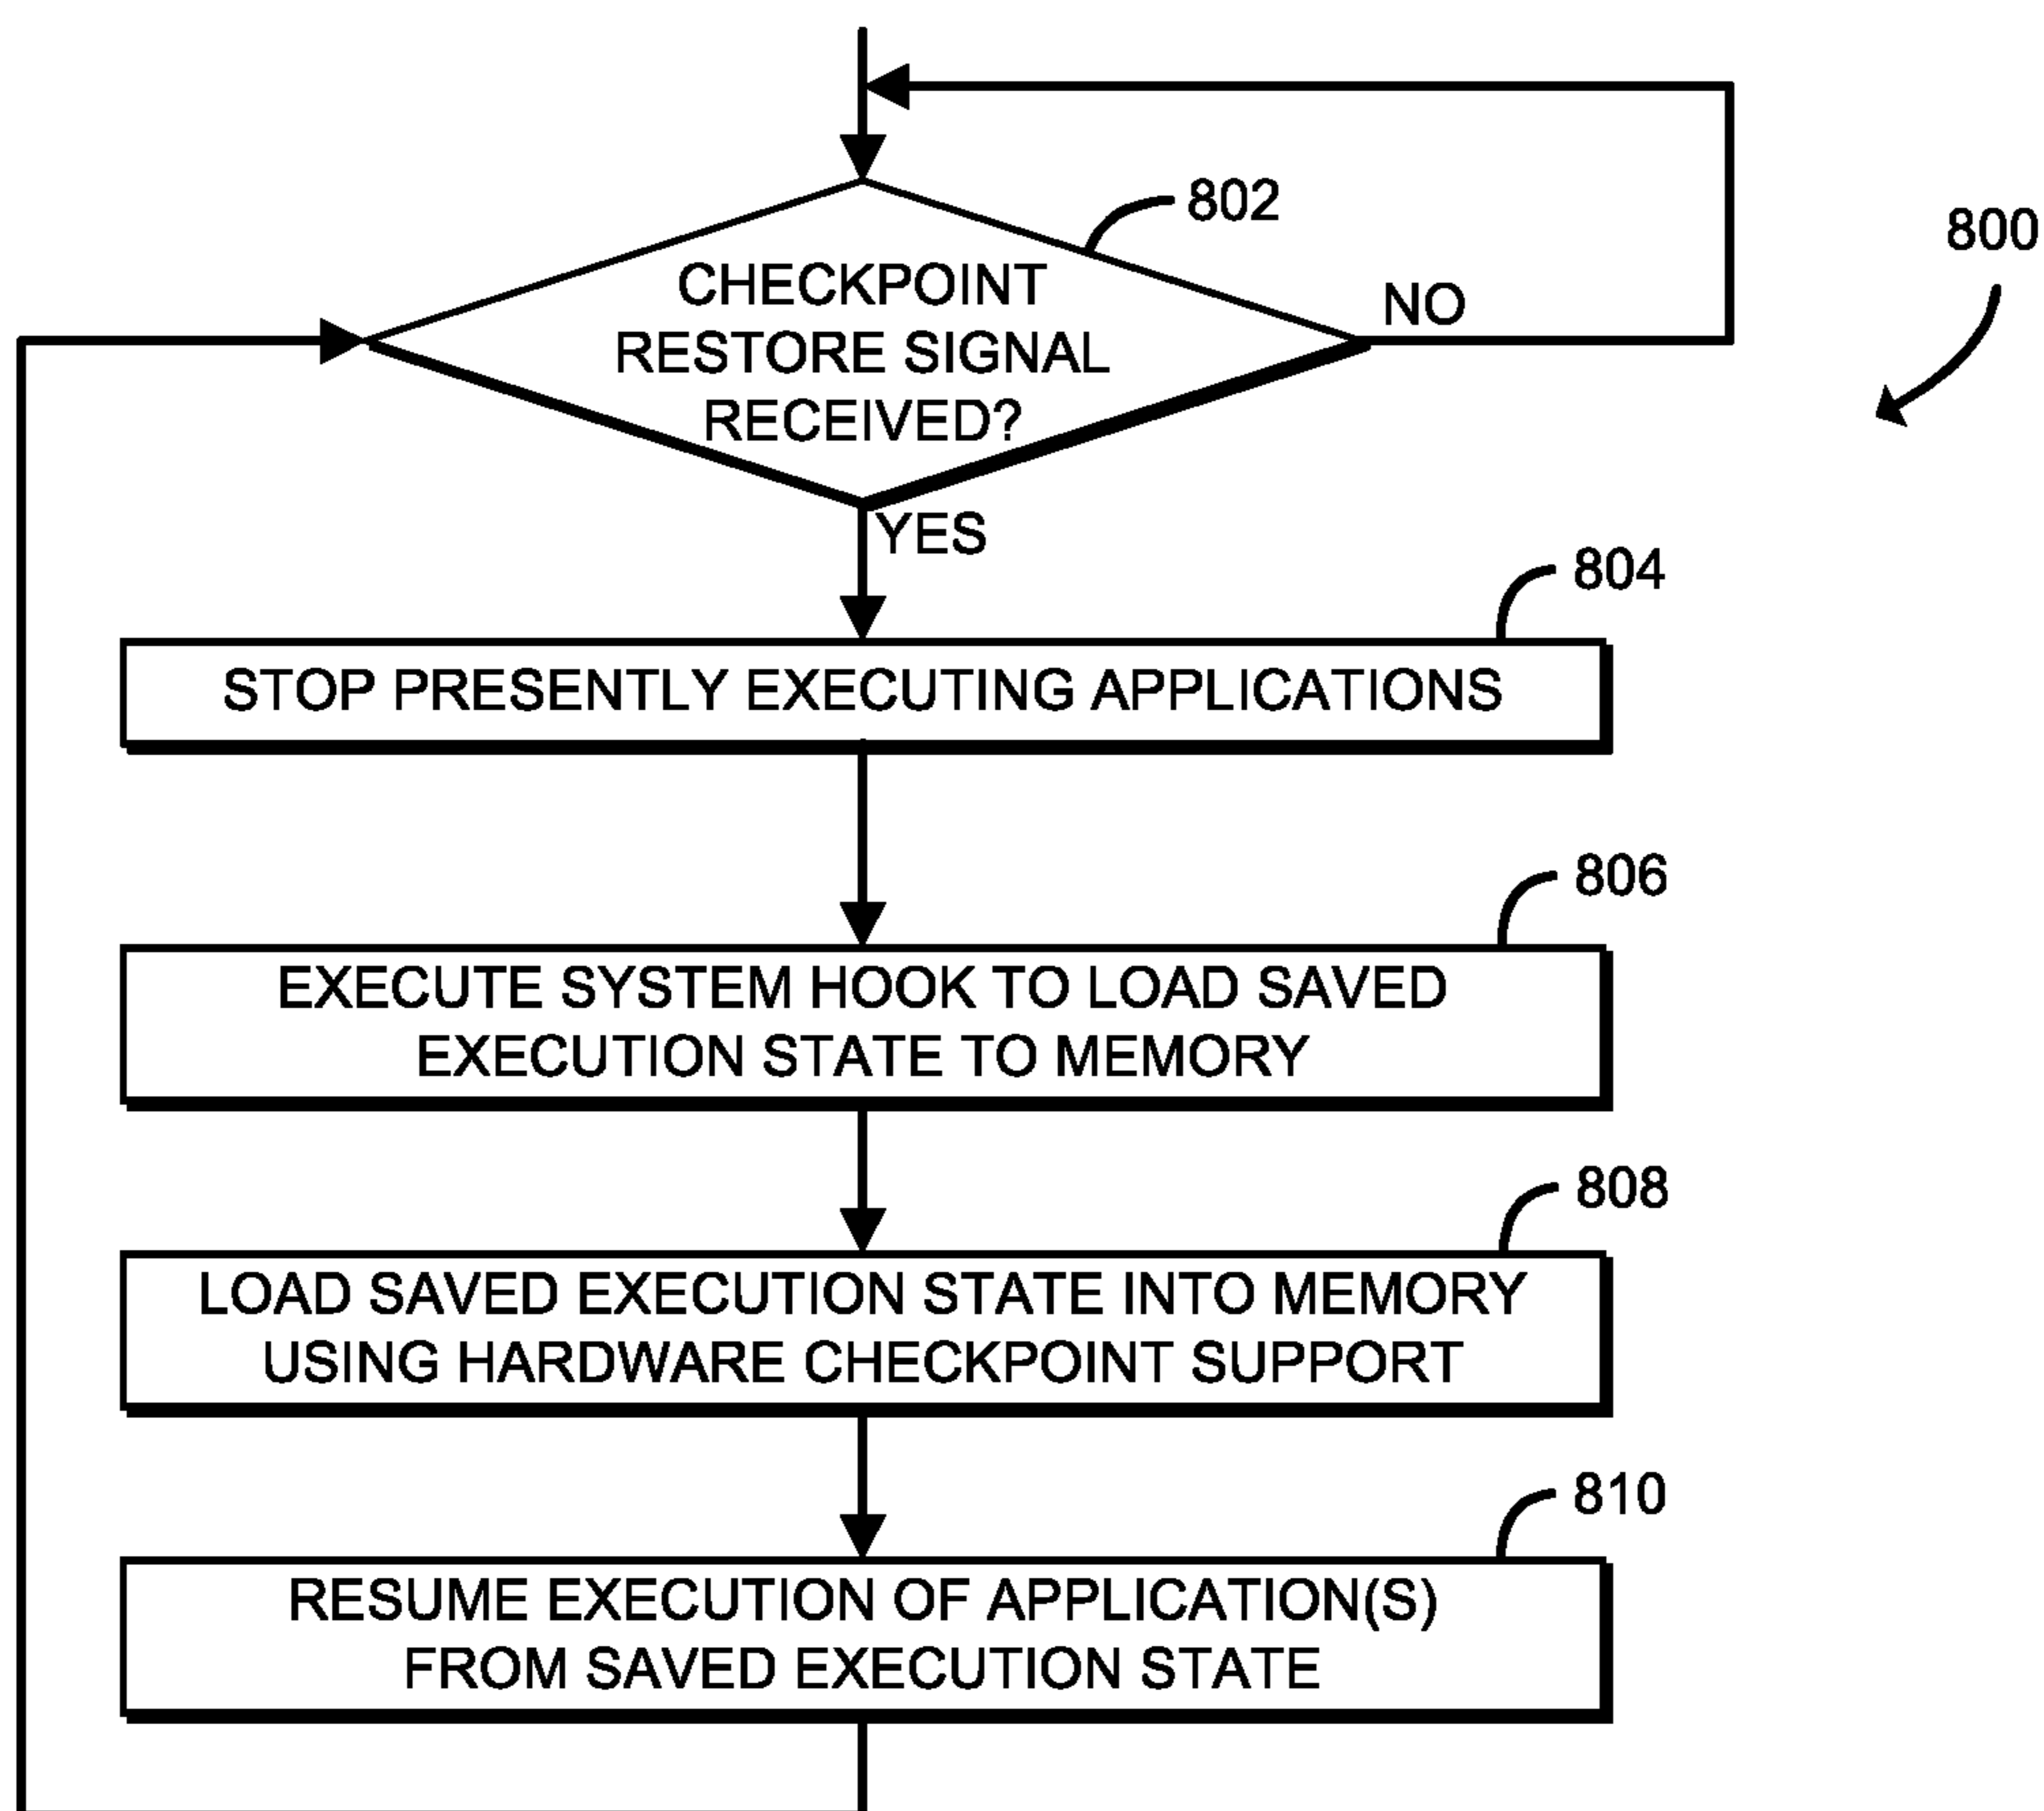 802
800
CHECKPOINT
RESTORE SIGNAL
RECEIVED?
NO
YES
804
STOP PRESENTLY EXECUTING APPLICATIONS
806
EXECUTE SYSTEM HOOK TO LOAD SAVED
EXECUTION STATE TO MEMORY
808
LOAD SAVED EXECUTION STATE INTO MEMORY
USING HARDWARE CHECKPOINT SUPPORT
810
RESUME EXECUTION OF APPLICATION(S)
FROM SAVED EXECUTION STATE